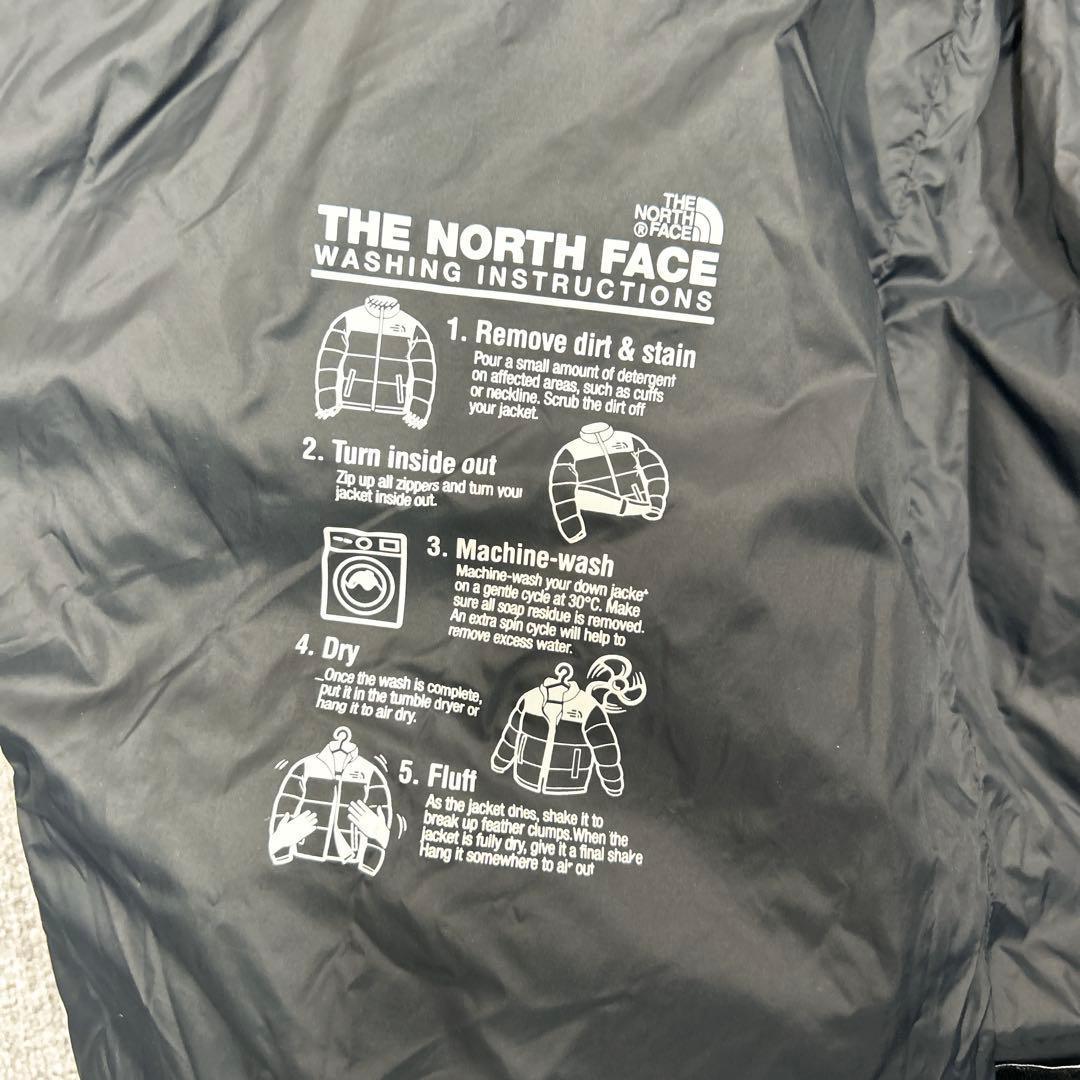 THE
NORTH
®FACE
THE NORTH FACE
WASHING INSTRUCTIONS
1. Remove dirt & stain
Pour a small amount of detergent
on affected areas, such as cuffs
or neckline. Scrub the dirt off
your jacket.
2. Turn inside out
Zip up all zippers and turn your
jacket inside out.
3. Machine-wash
Machine-wash your down jacket
on a gentle cycle at 30°C. Make
sure all soap residue is removed.
An extra spin cycle will help to
remove excess water.
4. Dry
Once the wash is complete,
put it in the tumble dryer or
hang it to air dry.
5. Fluff
As the jacket dries, shake it to
break up feather clumps.When the
jacket is fully dry, give it a final shake
Hang it somewhere to air out